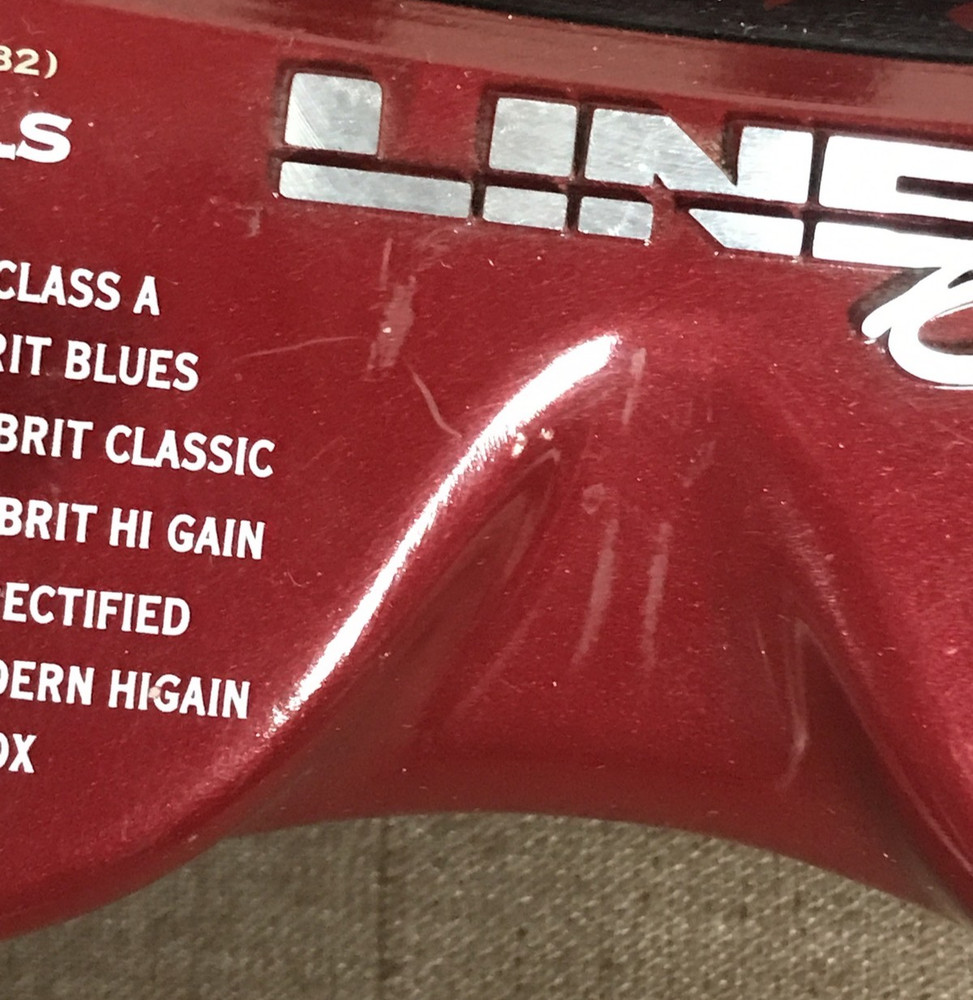 32)
LS
LINE
CLASS A
RIT BLUES
BRIT CLASSIC
BRIT HI GAIN
ECTIFIED
DERN HIGAIN
OX